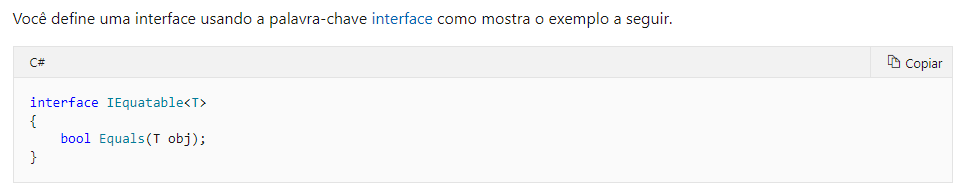 Você define uma interface usando a palavra-chave interface como mostra o exemplo a seguir.
C#
Copiar
interface IEquatable<T>
{
    bool Equals(T obj);
}